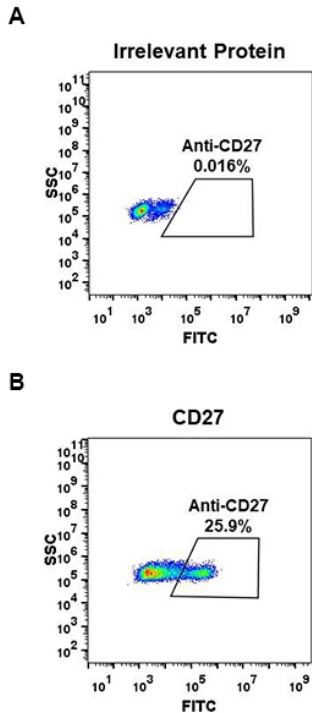 A
Irrelevant Protein
Anti-CD27
0.016%
SSC
10¹¹
10¹⁰
10⁹
10⁸
10⁷
10⁶
10⁵
10⁴
10³
10²
10¹ 10³ 10⁵ 10⁷ 10⁹
FITC
B
CD27
Anti-CD27
25.9%
SSC
10¹¹
10¹⁰
10⁹
10⁸
10⁷
10⁶
10⁵
10⁴
10³
10²
10¹ 10³ 10⁵ 10⁷ 10⁹
FITC